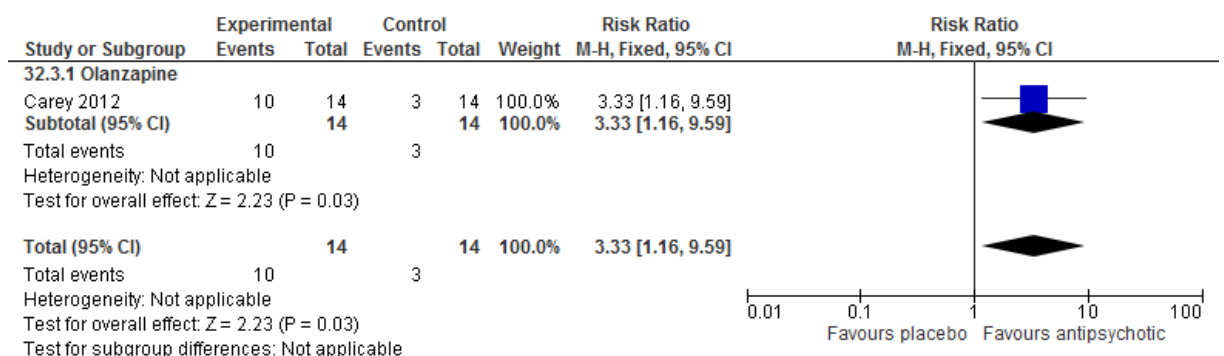 Experimental Control Risk Ratio Risk Ratio
Study or Subgroup Events Total Events Total Weight M-H, Fixed, 95% CI M-H, Fixed, 95% CI
32.3.1 Olanzapine
Carey 2012 10 14 3 14 100.0% 3.33 [1.16, 9.59]
Subtotal (95% CI) 14 14 100.0% 3.33 [1.16, 9.59]
Total events 10 3
Heterogeneity: Not applicable
Test for overall effect: Z = 2.23 (P = 0.03)
Total (95% CI) 14 14 100.0% 3.33 [1.16, 9.59]
Total events 10 3
Heterogeneity: Not applicable
Test for overall effect: Z = 2.23 (P = 0.03)
Test for subgroup differences: Not applicable
0.01 0.1 1 10 100
Favours placebo Favours antipsychotic